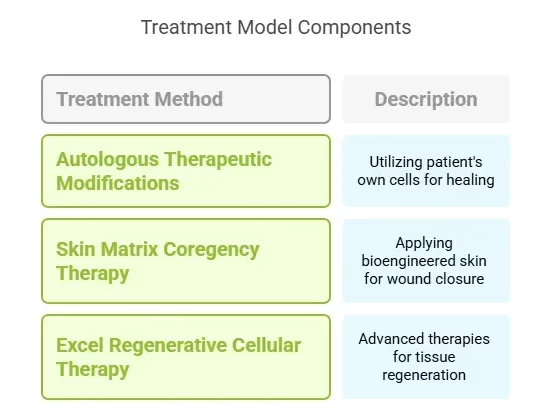 Treatment Model Components
Treatment Method
Description
Autologous Therapeutic
Modifications
Utilizing patient's
own cells for healing
Skin Matrix Coregency
Therapy
Applying
bioengineered skin
for wound closure
Excel Regenerative Cellular
Therapy
Advanced therapies
for tissue
regeneration